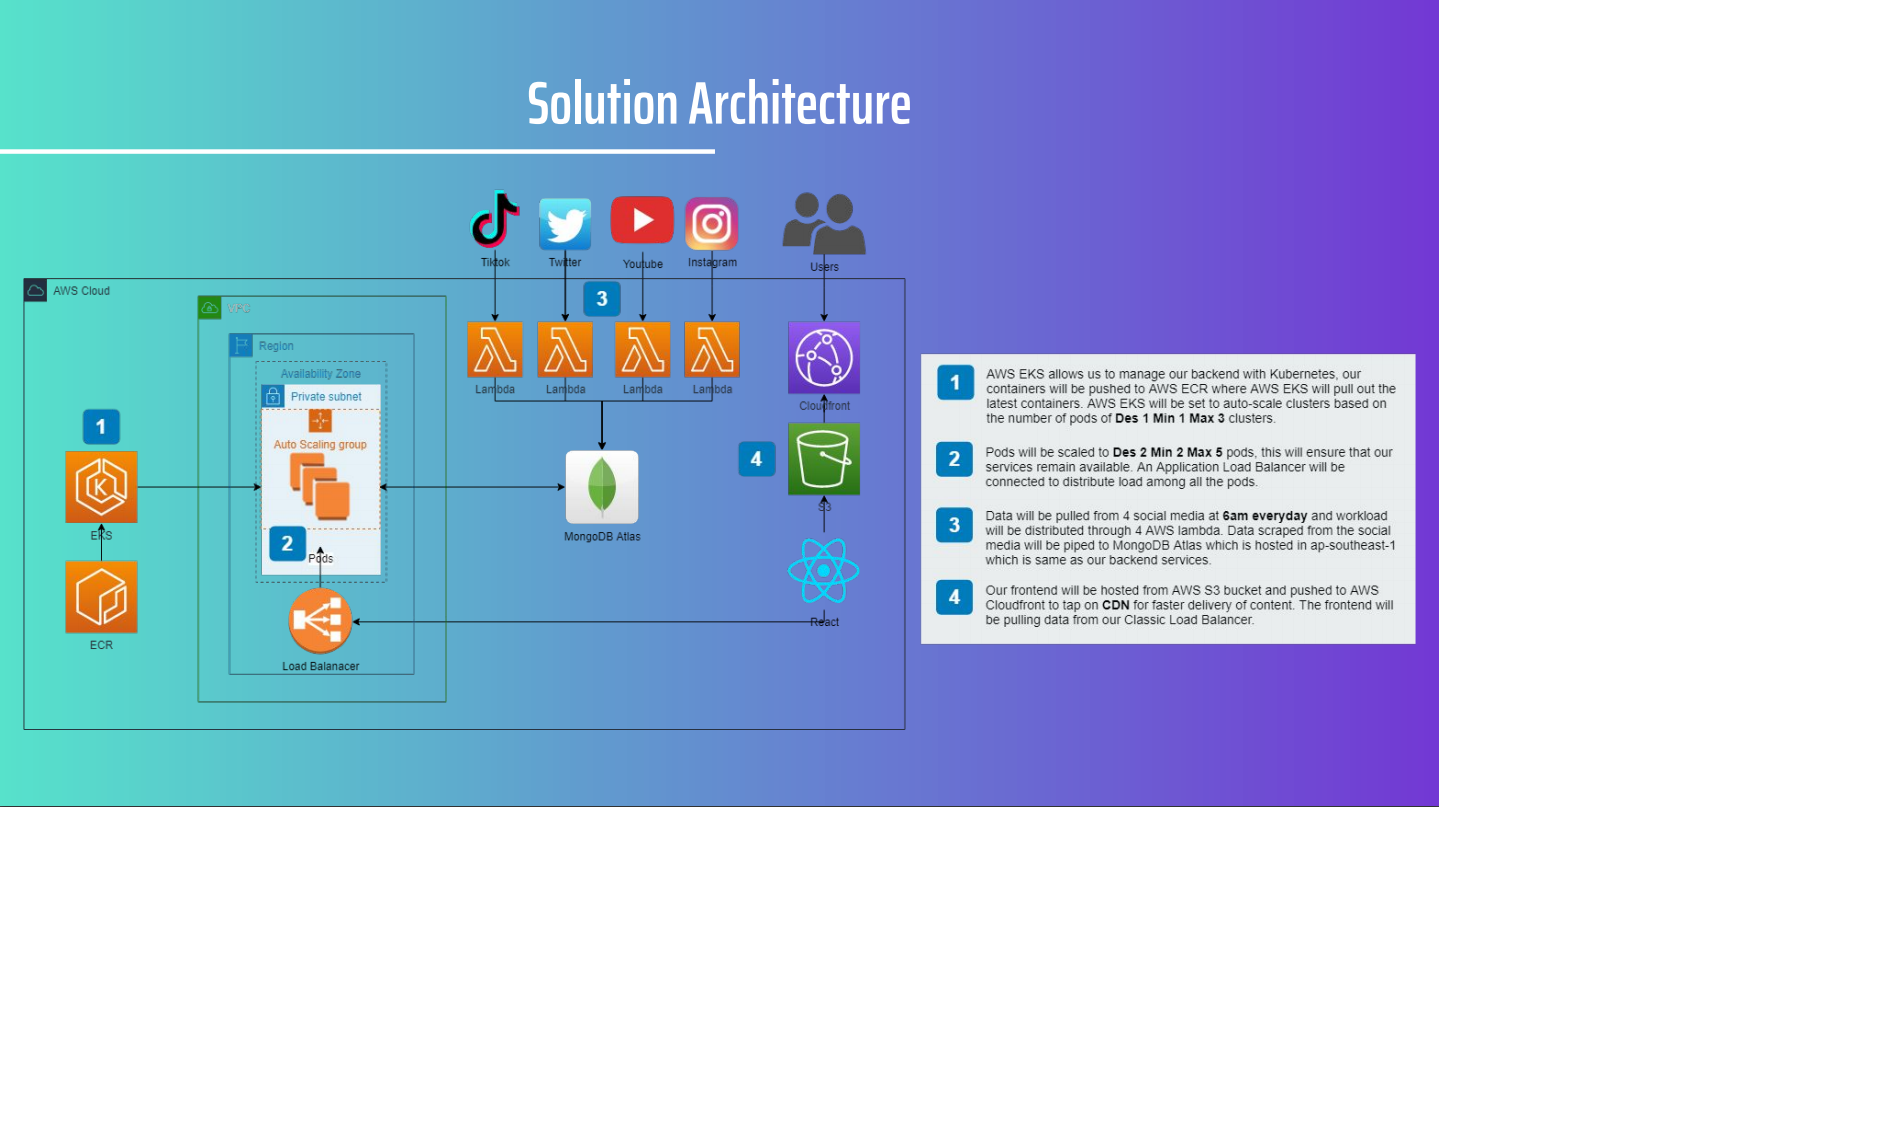 Solution Architecture
Tiktok
Twitter
Youtube
Instagram
Users
AWS Cloud
3
VPC
Region
Lambda
Lambda
Lambda
Lambda
Availability Zone
Private subnet
Cloudfront
1
Auto Scaling group
4
S3
EKS
2
MongoDB Atlas
Pods
React
ECR
Load Balanacer
1
AWS EKS allows us to manage our backend with Kubernetes, our
containers will be pushed to AWS ECR where AWS EKS will pull out the
latest containers. AWS EKS will be set to auto-scale clusters based on
the number of pods of Des 1 Min 1 Max 3 clusters.
2
Pods will be scaled to Des 2 Min 2 Max 5 pods, this will ensure that our
services remain available. An Application Load Balancer will be
connected to distribute load among all the pods.
3
Data will be pulled from 4 social media at 6am everyday and workload
will be distributed through 4 AWS lambda. Data scraped from the social
media will be piped to MongoDB Atlas which is hosted in ap-southeast-1
which is same as our backend services.
4
Our frontend will be hosted from AWS S3 bucket and pushed to AWS
Cloudfront to tap on CDN for faster delivery of content. The frontend will
be pulling data from our Classic Load Balancer.